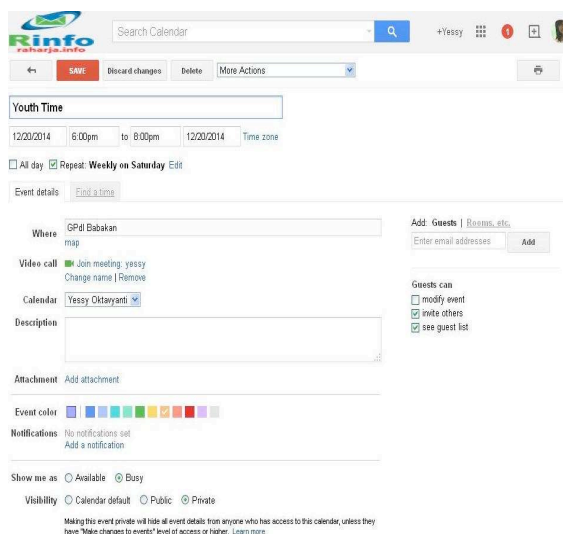 Rinfo
raharja.info
Search Calendar
+Yessy
1
SAVE
Discard changes
Delete
More Actions
Youth Time
12/20/2014 6:00pm to 8:00pm 12/20/2014 Time zone
All day Repeat: Weekly on Saturday Edit
Event details Find a time
Where GPdI Babakan
map
Video call Join meeting: yessy
Change name | Remove
Calendar Yessy Oktavyanti
Description
Attachment Add attachment
Event color
Notifications No notifications set
Add a notification
Show me as Available Busy
Visibility Calendar default Public Private
Making this event private will hide all event details from anyone who has access to this calendar, unless they
have "Make changes to events" level of access or higher. Learn more
Add: Guests | Rooms, etc.
Enter email addresses Add
Guests can
modify event
invite others
see guest list